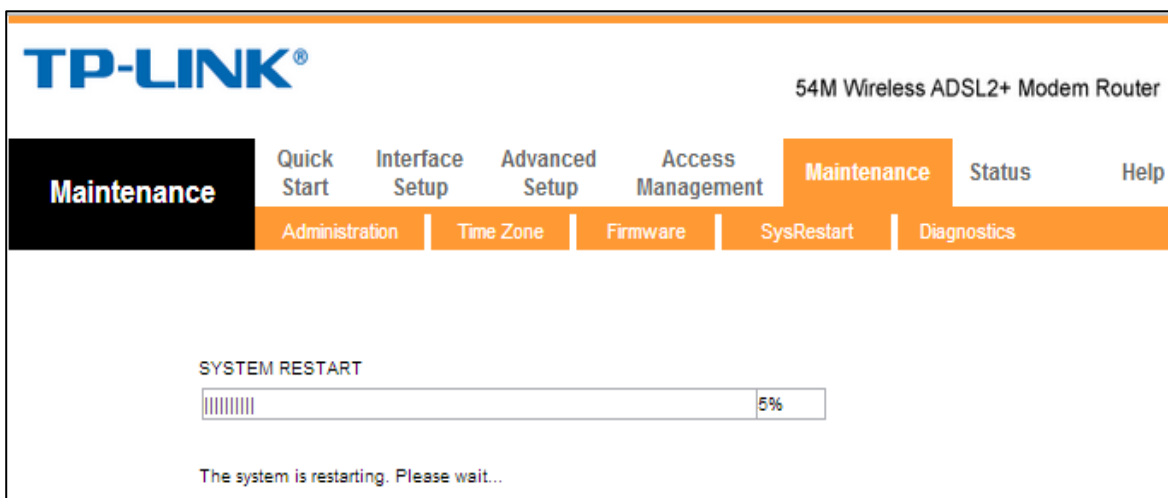 TP-LINK®
54M Wireless ADSL2+ Modem Router
Maintenance
Quick Start
Interface Setup
Advanced Setup
Access Management
Maintenance
Status
Help
Administration
Time Zone
Firmware
SysRestart
Diagnostics
SYSTEM RESTART
|||||||||| 5%
The system is restarting. Please wait...